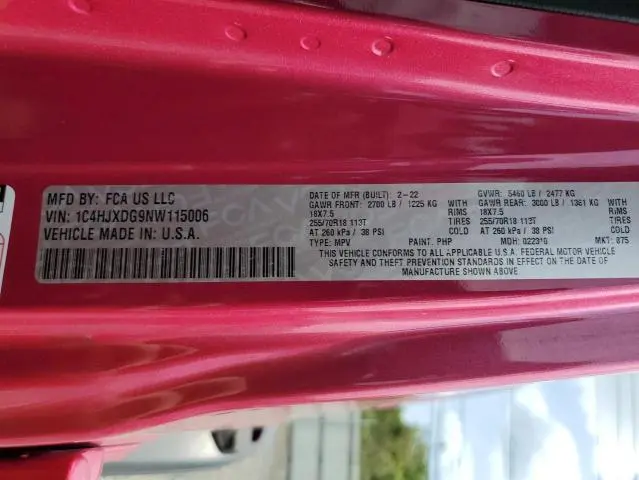 MFD BY: FCA US LLC
VIN: 1C4HJXDG9NW115006
VEHICLE MADE IN: U.S.A.
DATE OF MFR (BUILT): 2-22 GVWR: 5460 LB / 2477 KG
GAWR FRONT: 2700 LB / 1225 KG WITH GAWR REAR: 3000 LB / 1361 KG WITH
18X7.5 RIMS 18X7.5 RIMS
255/70R18 113T TIRES 255/70R18 113T TIRES
AT 260 kPa / 38 PSI COLD AT 260 kPa / 38 PSI COLD
TYPE: MPV PAINT: PHP MDH: 0223 MKT: 875
THIS VEHICLE CONFORMS TO ALL APPLICABLE U.S.A. FEDERAL MOTOR VEHICLE
SAFETY AND THEFT PREVENTION STANDARDS IN EFFECT ON THE DATE OF
MANUFACTURE SHOWN ABOVE